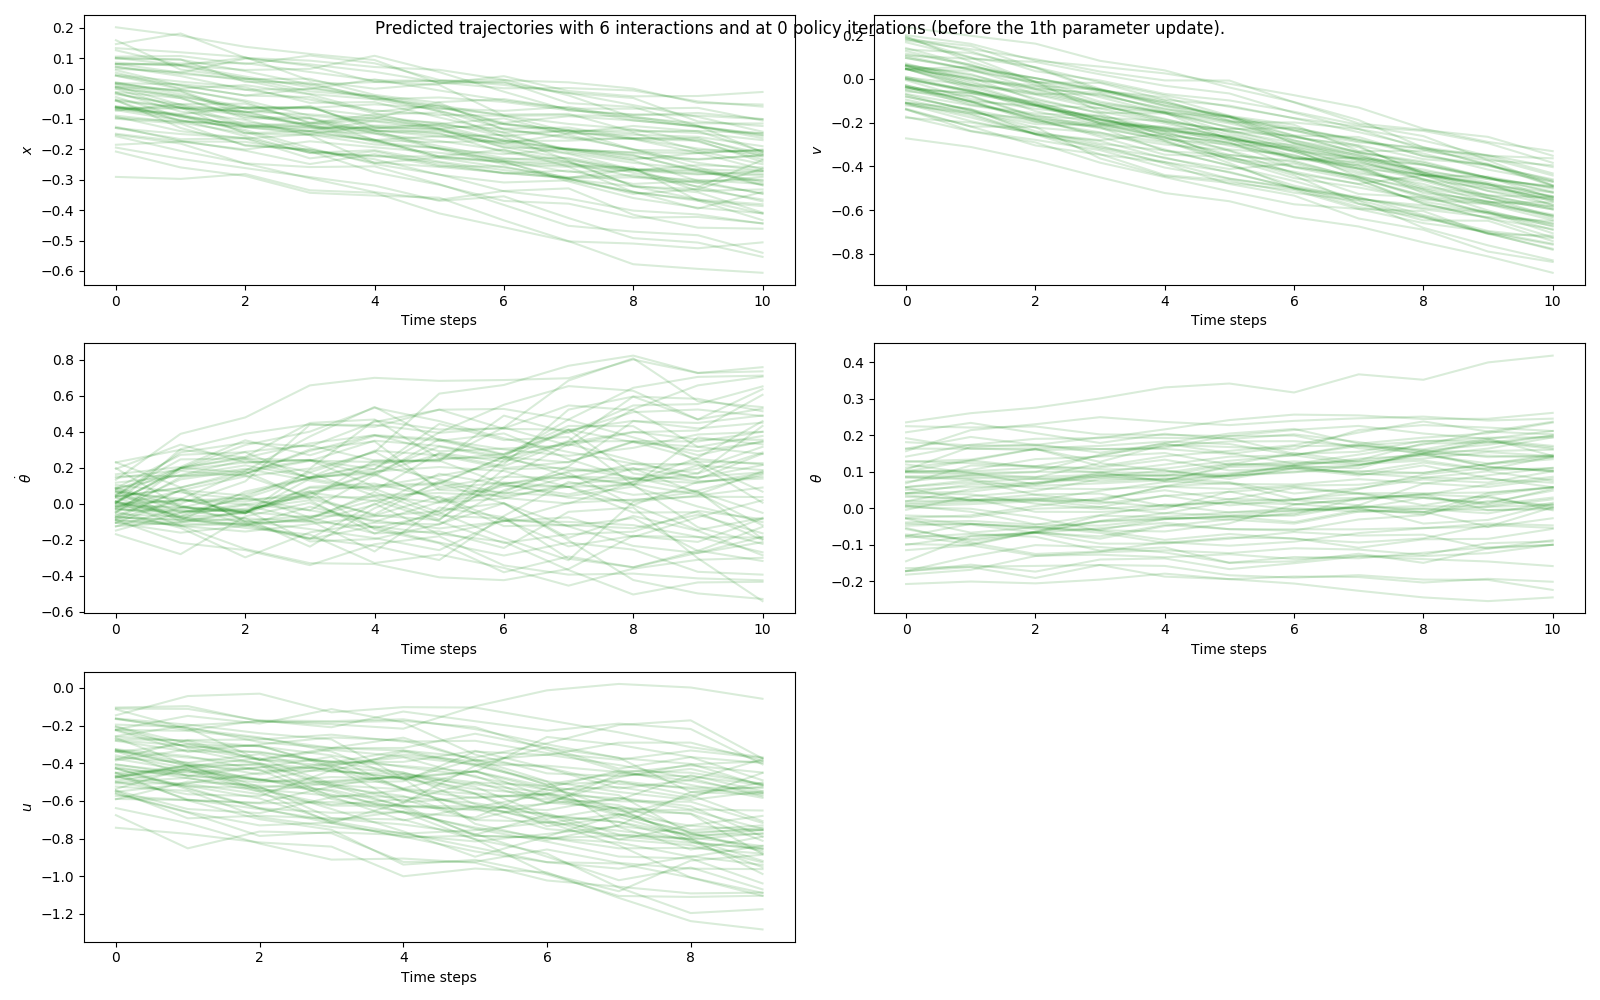 Predicted trajectories with 6 interactions and at 0 policy iterations (before the 1th parameter update).
0.2
0.1
0.0
−0.1
−0.2
−0.3
−0.4
−0.5
−0.6
x
0 2 4 6 8 10
Time steps
0.2
0.0
−0.2
−0.4
−0.6
−0.8
v
0 2 4 6 8 10
Time steps
0.8
0.6
0.4
0.2
0.0
−0.2
−0.4
−0.6
θ̇
0 2 4 6 8 10
Time steps
0.4
0.3
0.2
0.1
0.0
−0.1
−0.2
θ
0 2 4 6 8 10
Time steps
0.0
−0.2
−0.4
−0.6
−0.8
−1.0
−1.2
u
0 2 4 6 8
Time steps